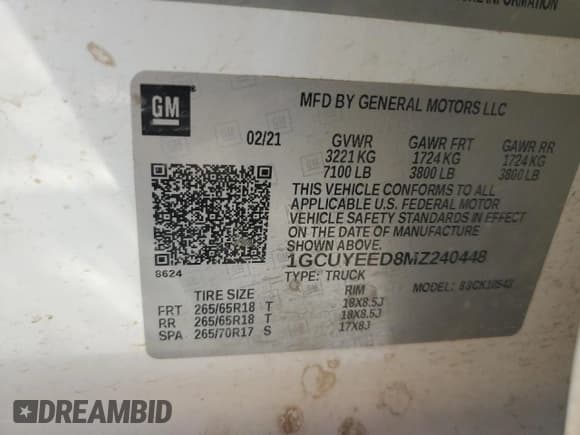 INFORMATION
GM
MFD BY GENERAL MOTORS LLC
02/21 GVWR GAWR FRT GAWR RR
3221 KG 1724 KG 1724 KG
7100 LB 3800 LB 3800 LB
THIS VEHICLE CONFORMS TO ALL
APPLICABLE U.S. FEDERAL MOTOR
VEHICLE SAFETY STANDARDS IN EFFECT
ON THE DATE OF MANUFACTURE
SHOWN ABOVE.
1GCUYEED8MZ240448
8624
TYPE: TRUCK MODEL:
TIRE SIZE RIM
FRT 265/65R18 T 18X8.5J
RR 265/65R18 T 18X8.5J
SPA 265/70R17 S 17X8J
DREAMBID
DREAMBID